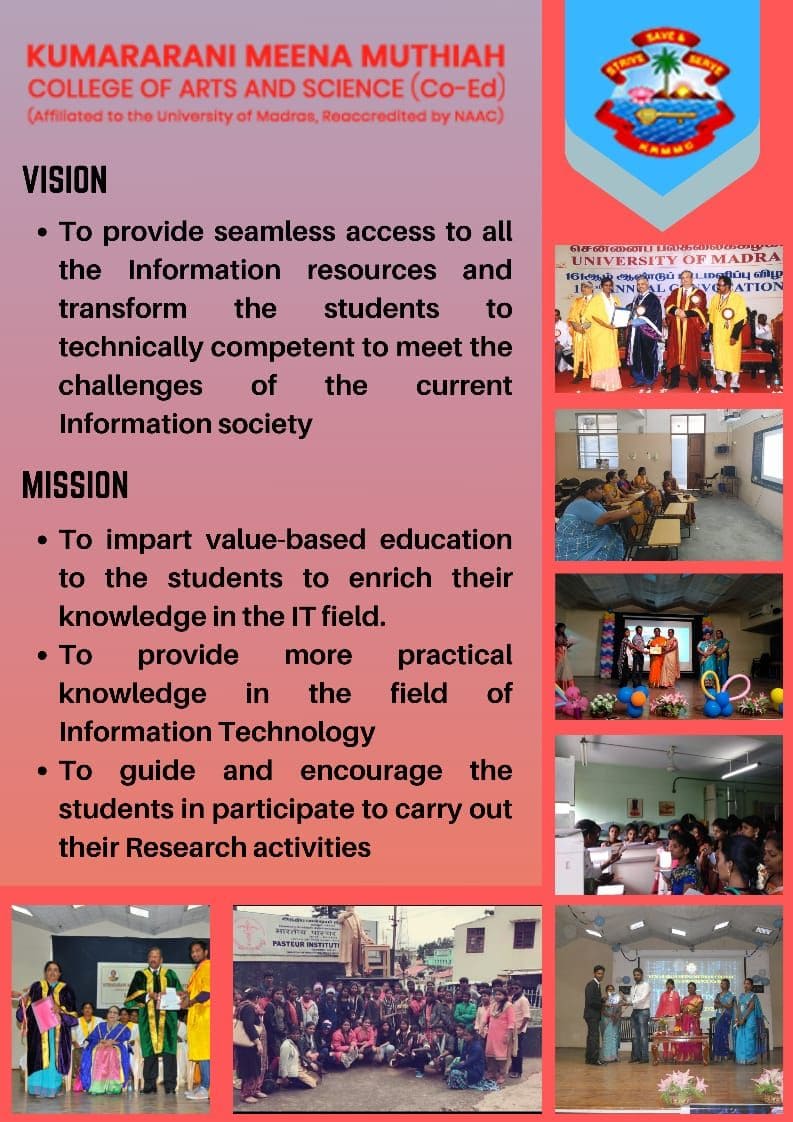 KUMARARANI MEENA MUTHIAH
COLLEGE OF ARTS AND SCIENCE (Co-Ed)
(Affiliated to the University of Madras, Reaccredited by NAAC)
SAVE &
STRIVE SERVE
KRMMC
VISION
• To provide seamless access to all
the Information resources and
transform the students to
technically competent to meet the
challenges of the current
Information society
MISSION
• To impart value-based education
to the students to enrich their
knowledge in the IT field.
• To provide more practical
knowledge in the field of
Information Technology
• To guide and encourage the
students in participate to carry out
their Research activities
சென்னைப் பல்கலைக்கழகம்
UNIVERSITY OF MADRA
ANNUAL CONVOCATION
PASTEUR INSTITUT